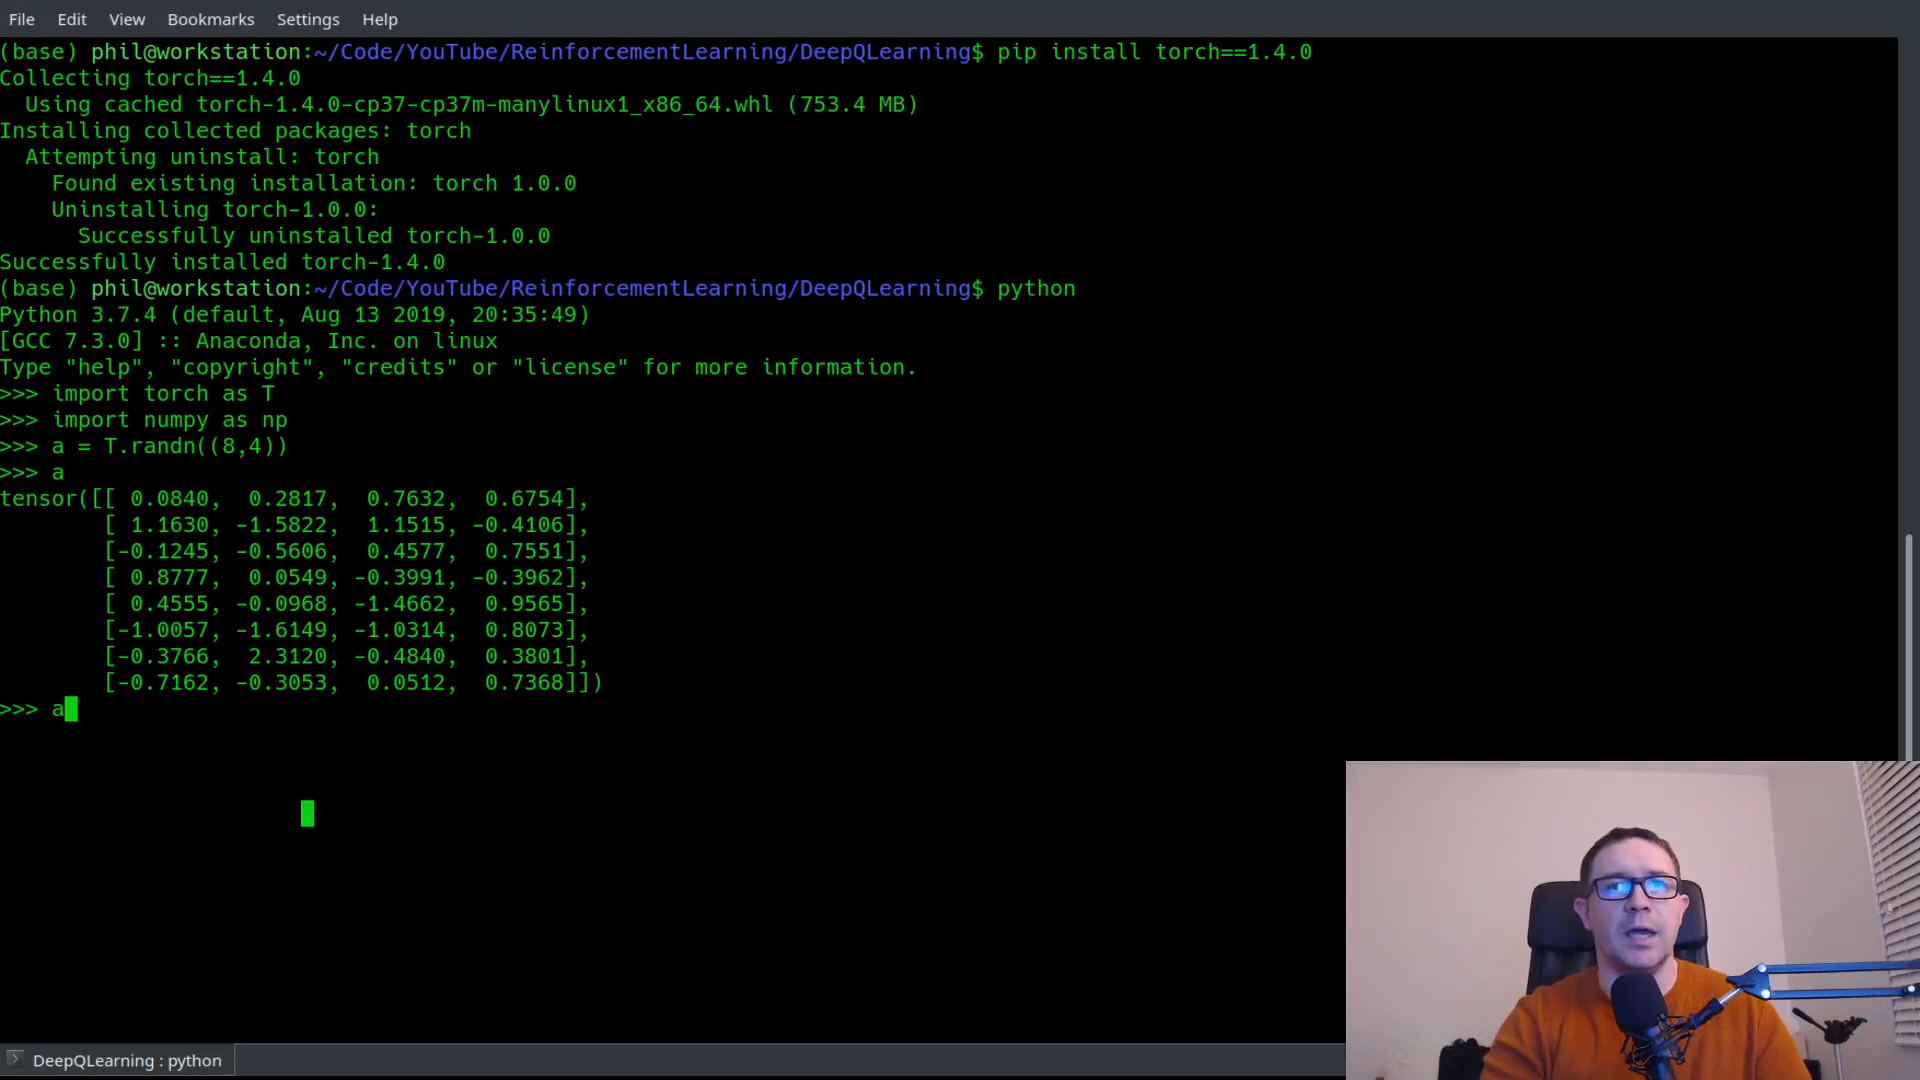 File Edit View Bookmarks Settings Help
(base) phil@workstation:~/Code/YouTube/ReinforcementLearning/DeepQLearning$ pip install torch==1.4.0
Collecting torch==1.4.0
  Using cached torch-1.4.0-cp37-cp37m-manylinux1_x86_64.whl (753.4 MB)
Installing collected packages: torch
  Attempting uninstall: torch
    Found existing installation: torch 1.0.0
    Uninstalling torch-1.0.0:
      Successfully uninstalled torch-1.0.0
Successfully installed torch-1.4.0
(base) phil@workstation:~/Code/YouTube/ReinforcementLearning/DeepQLearning$ python
Python 3.7.4 (default, Aug 13 2019, 20:35:49)
[GCC 7.3.0] :: Anaconda, Inc. on linux
Type "help", "copyright", "credits" or "license" for more information.
>>> import torch as T
>>> import numpy as np
>>> a = T.randn((8,4))
>>> a
tensor([[ 0.0840,  0.2817,  0.7632,  0.6754],
        [ 1.1630, -1.5822,  1.1515, -0.4106],
        [-0.1245, -0.5606,  0.4577,  0.7551],
        [ 0.8777,  0.0549, -0.3991, -0.3962],
        [ 0.4555, -0.0968, -1.4662,  0.9565],
        [-1.0057, -1.6149, -1.0314,  0.8073],
        [-0.3766,  2.3120, -0.4840,  0.3801],
        [-0.7162, -0.3053,  0.0512,  0.7368]])
>>> a
DeepQLearning : python